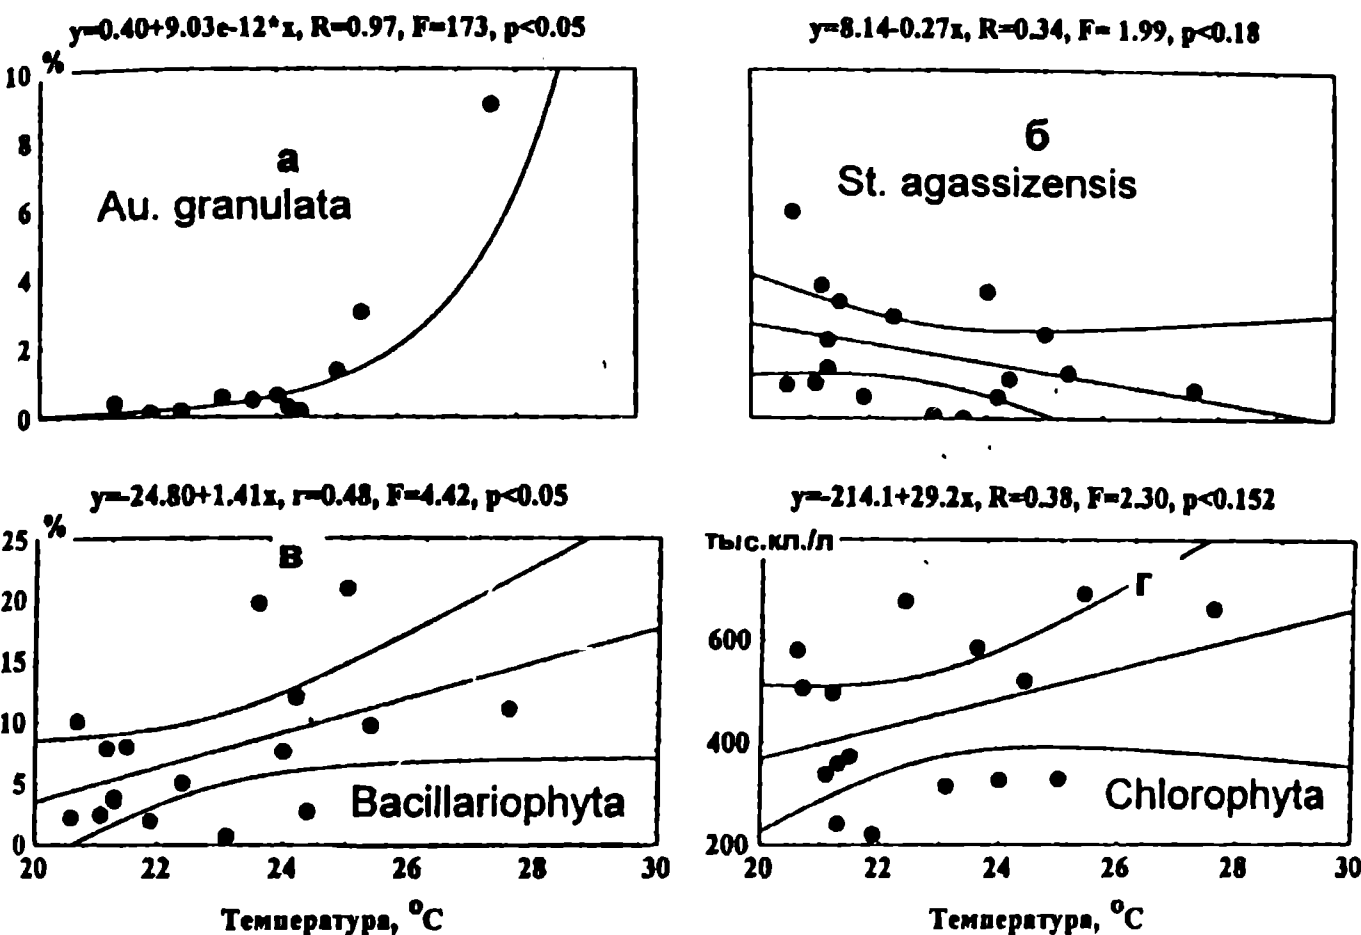 y=0.40+9.03e-12*x, R=0.97, F=173, p<0.05
%
10
8
6
4
2
0
а
Au. granulata
y=8.14-0.27x, R=0.34, F= 1.99, p<0.18
б
St. agassizensis
y=-24.80+1.41x, r=0.48, F=4.42, p<0.05
%
25
20
15
10
5
0
в
Bacillariophyta
20 22 24 26 28 30
Температура, °C
y=-214.1+29.2x, R=0.38, F=2.30, p<0.152
тыс.кл./л
600
400
200
г
Chlorophyta
20 22 24 26 28 30
Температура, °C